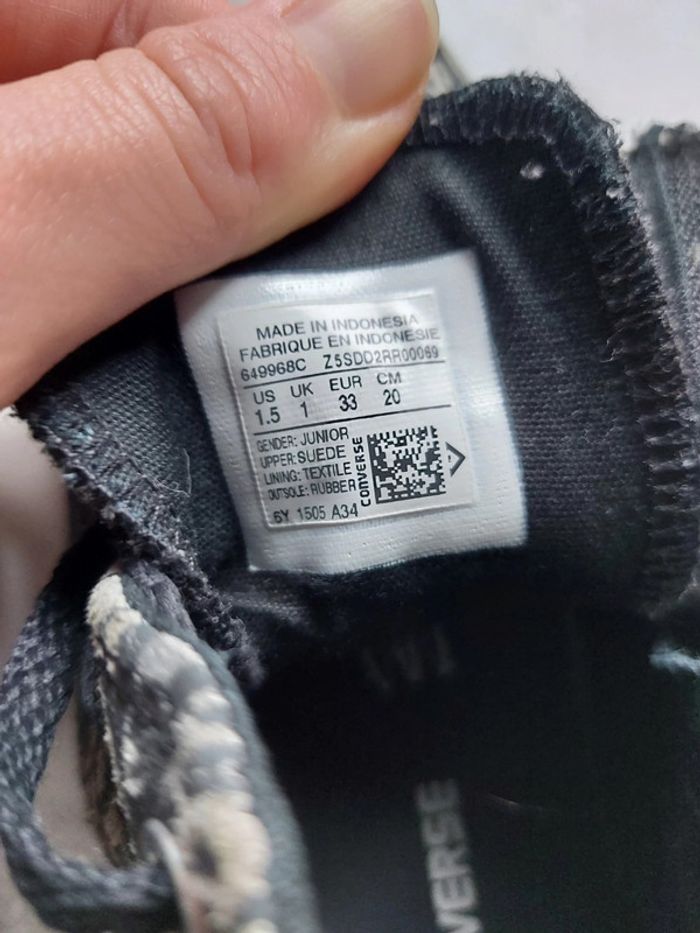 MADE IN INDONESIA
FABRIQUE EN INDONESIE
649968C Z5SDD2RR00069
US UK EUR CM
1.5 1 33 20
GENDER: JUNIOR
UPPER: SUEDE
LINING: TEXTILE
OUTSOLE: RUBBER
CONVERSE
6Y 1505 A34
VERSE